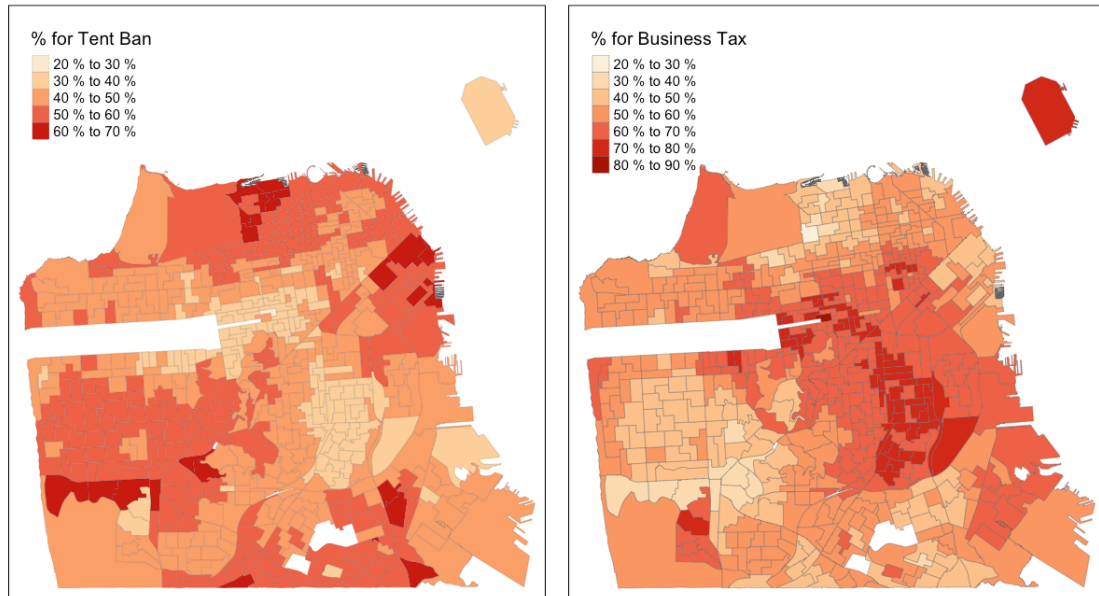 % for Tent Ban
20 % to 30 %
30 % to 40 %
40 % to 50 %
50 % to 60 %
60 % to 70 %
% for Business Tax
20 % to 30 %
30 % to 40 %
40 % to 50 %
50 % to 60 %
60 % to 70 %
70 % to 80 %
80 % to 90 %